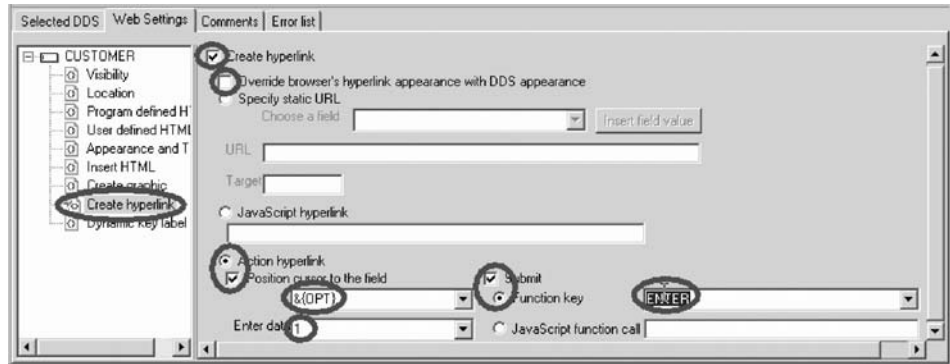 Selected DDS Web Settings Comments Error list
CUSTOMER
Visibility
Location
Program defined H
User defined HTML
Appearance and T
Insert HTML
Create graphic
Create hyperlink
Dynamic key label
Create hyperlink
Override browser's hyperlink appearance with DDS appearance
Specify static URL
Choose a field Insert field value
URL
Target
JavaScript hyperlink
Action hyperlink
Position cursor to the field Submit
&{OPT} Function key ENTER
Enter data 1 JavaScript function call